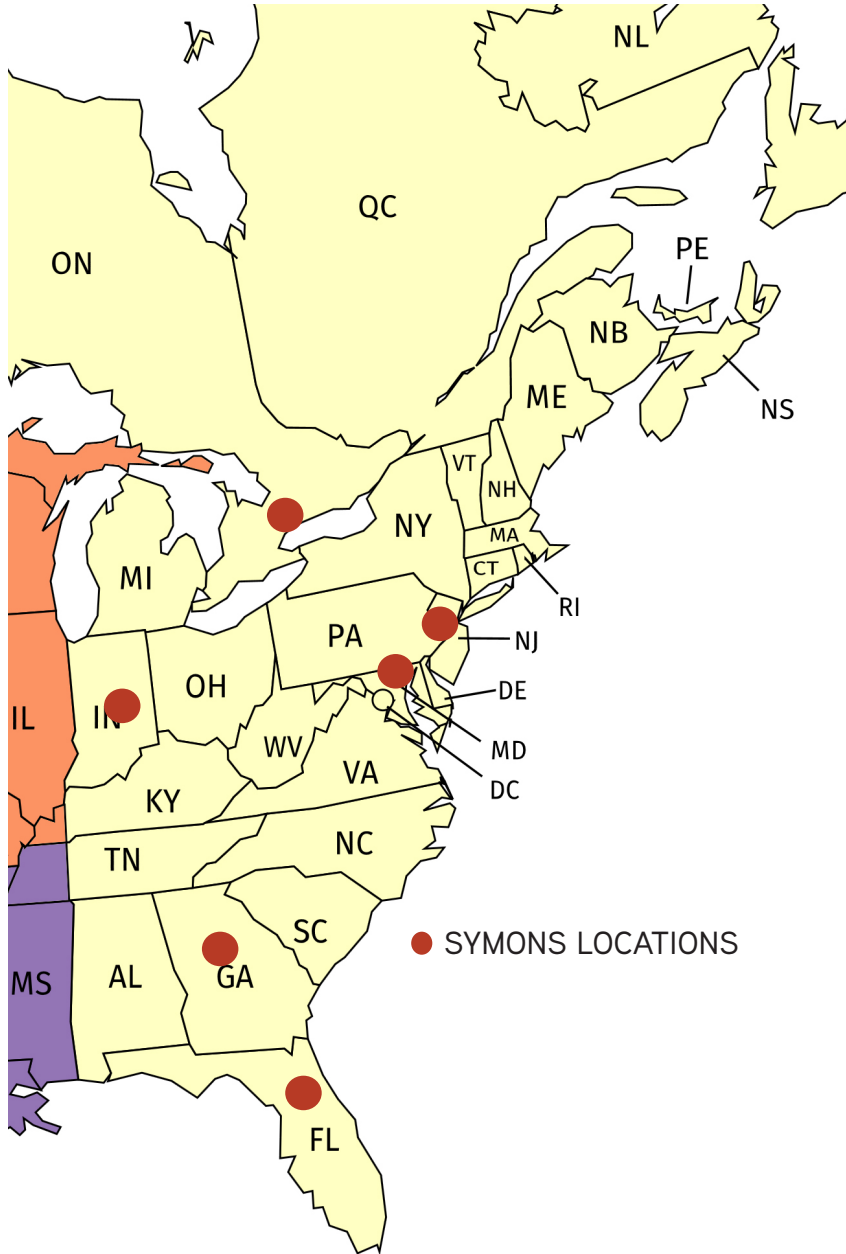 NL
QC
ON
PE
NB
NS
ME
VT
NH
NY
MA
CT
MI
RI
PA
NJ
OH
DE
IN
IL
WV
MD
VA
DC
KY
NC
TN
SC
SYMONS LOCATIONS
GA
AL
MS
FL